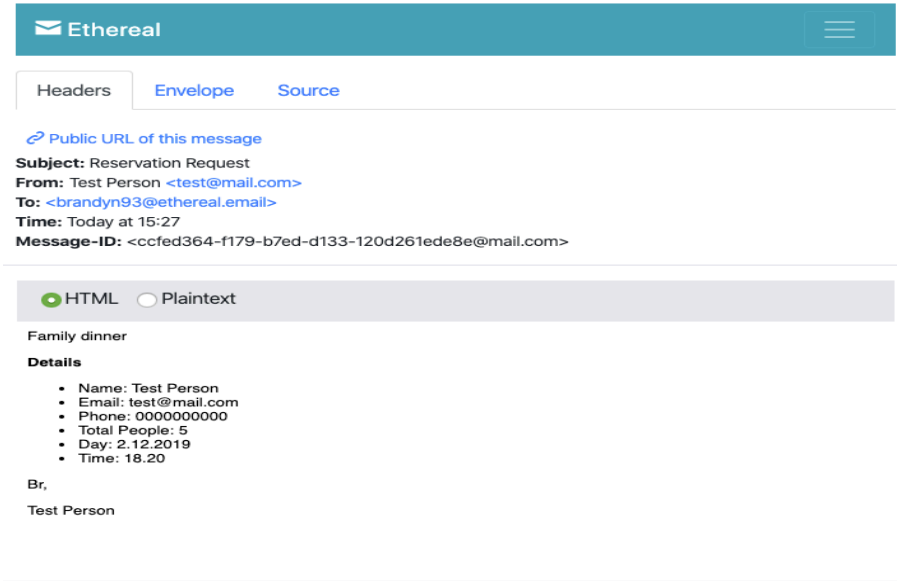 Ethereal
Headers Envelope Source
Public URL of this message
Subject: Reservation Request
From: Test Person <test@mail.com>
To: <brandyn93@ethereal.email>
Time: Today at 15:27
Message-ID: <ccfed364-f179-b7ed-d133-120d261ede8e@mail.com>
HTML Plaintext
Family dinner
Details
• Name: Test Person
• Email: test@mail.com
• Phone: 0000000000
• Total People: 5
• Day: 2.12.2019
• Time: 18.20
Br,
Test Person